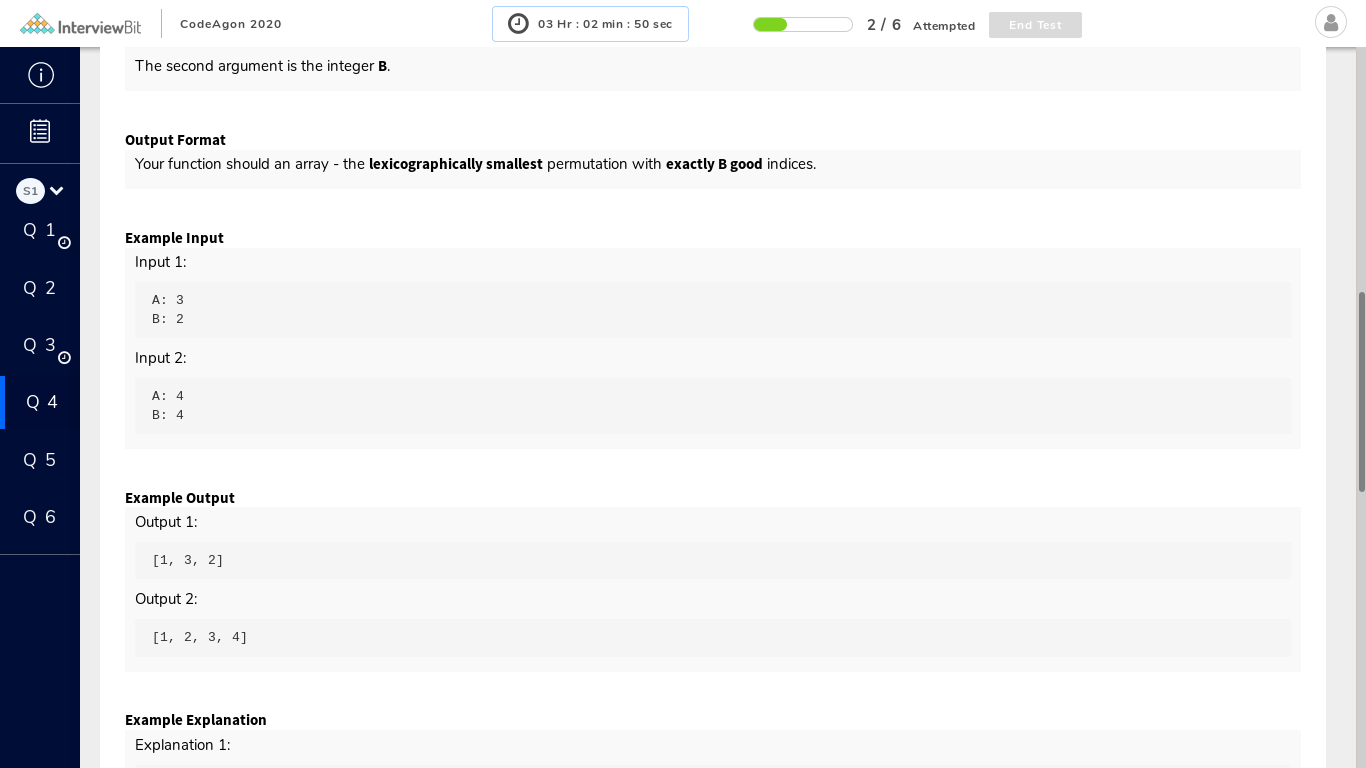 InterviewBit
CodeAgon 2020
03 Hr : 02 min : 50 sec
2 / 6 Attempted
End Test
S1
Q 1
Q 2
Q 3
Q 4
Q 5
Q 6
The second argument is the integer B.
Output Format
Your function should an array - the lexicographically smallest permutation with exactly B good indices.
Example Input
Input 1:
A: 3
B: 2
Input 2:
A: 4
B: 4
Example Output
Output 1:
[1, 3, 2]
Output 2:
[1, 2, 3, 4]
Example Explanation
Explanation 1: